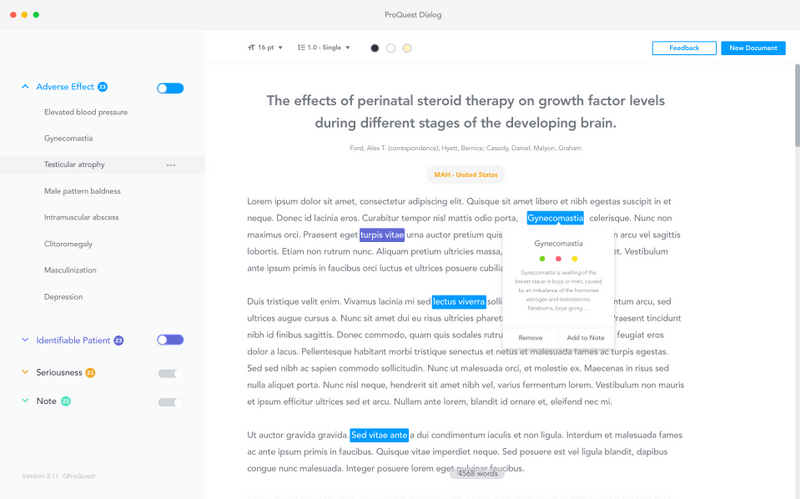 ProQuest Dialog
16 pt
1.0 - Single
Feedback
New Document
Adverse Effect 23
Elevated blood pressure
Gynecomastia
Testicular atrophy
Male pattern baldness
Intramuscular abscess
Clitoromegaly
Masculinization
Depression
Identifiable Patient 23
Seriousness 23
Note 23
Version 2.11 ©ProQuest
The effects of perinatal steroid therapy on growth factor levels
during different stages of the developing brain.
Ford, Alex T. (correspondence); Hyett, Bernice; Cassidy, Daniel; Malyon, Graham
MAH - United States
Lorem ipsum dolor sit amet, consectetur adipiscing elit. Quisque sit amet libero et nibh egestas suscipit in et
neque. Donec id lacinia eros. Curabitur tempor nisl mattis odio porta, Gynecomastia celerisque. Nunc non
maximus orci. Praesent eget turpis vitae urna auctor pretium quis arcu vel sagittis
lobortis. Etiam non rutrum nunc. Aliquam pretium ultricies massa, et. Vestibulum
ante ipsum primis in faucibus orci luctus et ultrices posuere cubilia
Gynecomastia
Gynecomastia is swelling of the
breast tissue in boys or men, caused
by an imbalance of the hormones
estrogen and testosterone.
Newborns, boys going ...
Remove
Add to Note
Duis tristique velit enim. Vivamus lacinia mi sed lectus viverra solli ntum arcu, sed
ultrices augue cursus a. Nunc sit amet dui eu risus ultricies pharet Praesent tincidunt
nibh id finibus sagittis. Donec commodo, quam quis sodales rutru feugiat eros
dolor a lacus. Pellentesque habitant morbi tristique senectus et netus et malesuada fames ac turpis egestas.
Sed sed nibh ac sapien commodo sollicitudin. Nunc ut malesuada orci, et molestie ex. Maecenas in risus sed
nulla aliquet porta. Nunc nisl neque, hendrerit sit amet nibh vel, varius fermentum lorem. Vestibulum non mauris
et ipsum efficitur ultrices sed et arcu. Nullam ante lorem, blandit id ornare et, eleifend nec mi.
Ut auctor gravida gravida. Sed vitae ante a dui condimentum iaculis et non ligula. Interdum et malesuada fames
ac ante ipsum primis in faucibus. Quisque vitae imperdiet neque. Sed posuere est vel ligula blandit, dapibus
congue nunc malesuada. Integer posuere lorem eget pulvinar faucibus.
4568 words